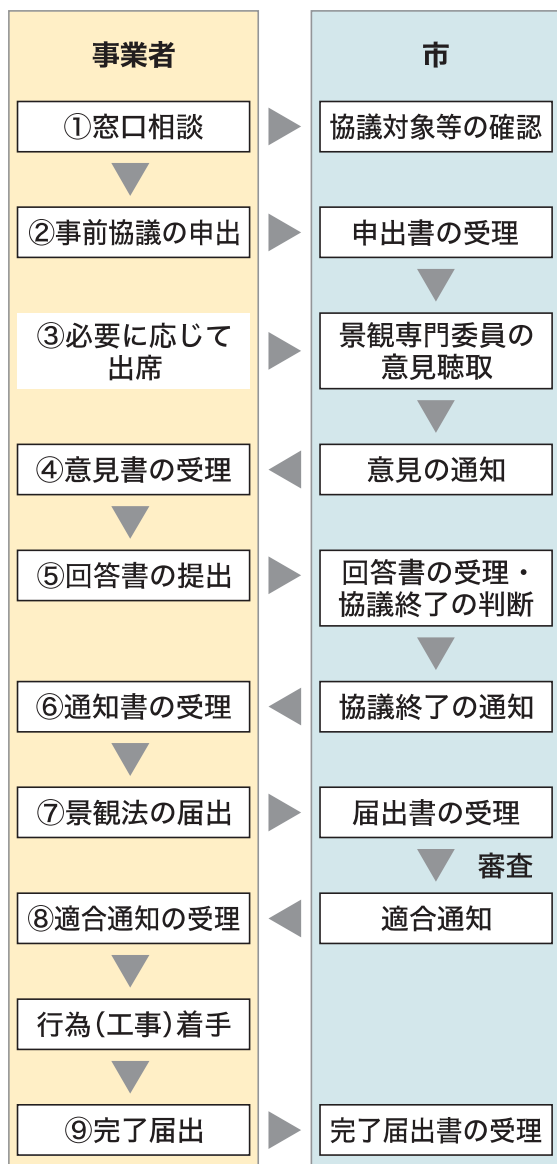 事業者
市
①窓口相談
協議対象等の確認
②事前協議の申出
申出書の受理
③必要に応じて
出席
景観専門委員の
意見聴取
④意見書の受理
意見の通知
⑤回答書の提出
回答書の受理・
協議終了の判断
⑥通知書の受理
協議終了の通知
⑦景観法の届出
届出書の受理
審査
⑧適合通知の受理
適合通知
行為(工事)着手
⑨完了届出
完了届出書の受理